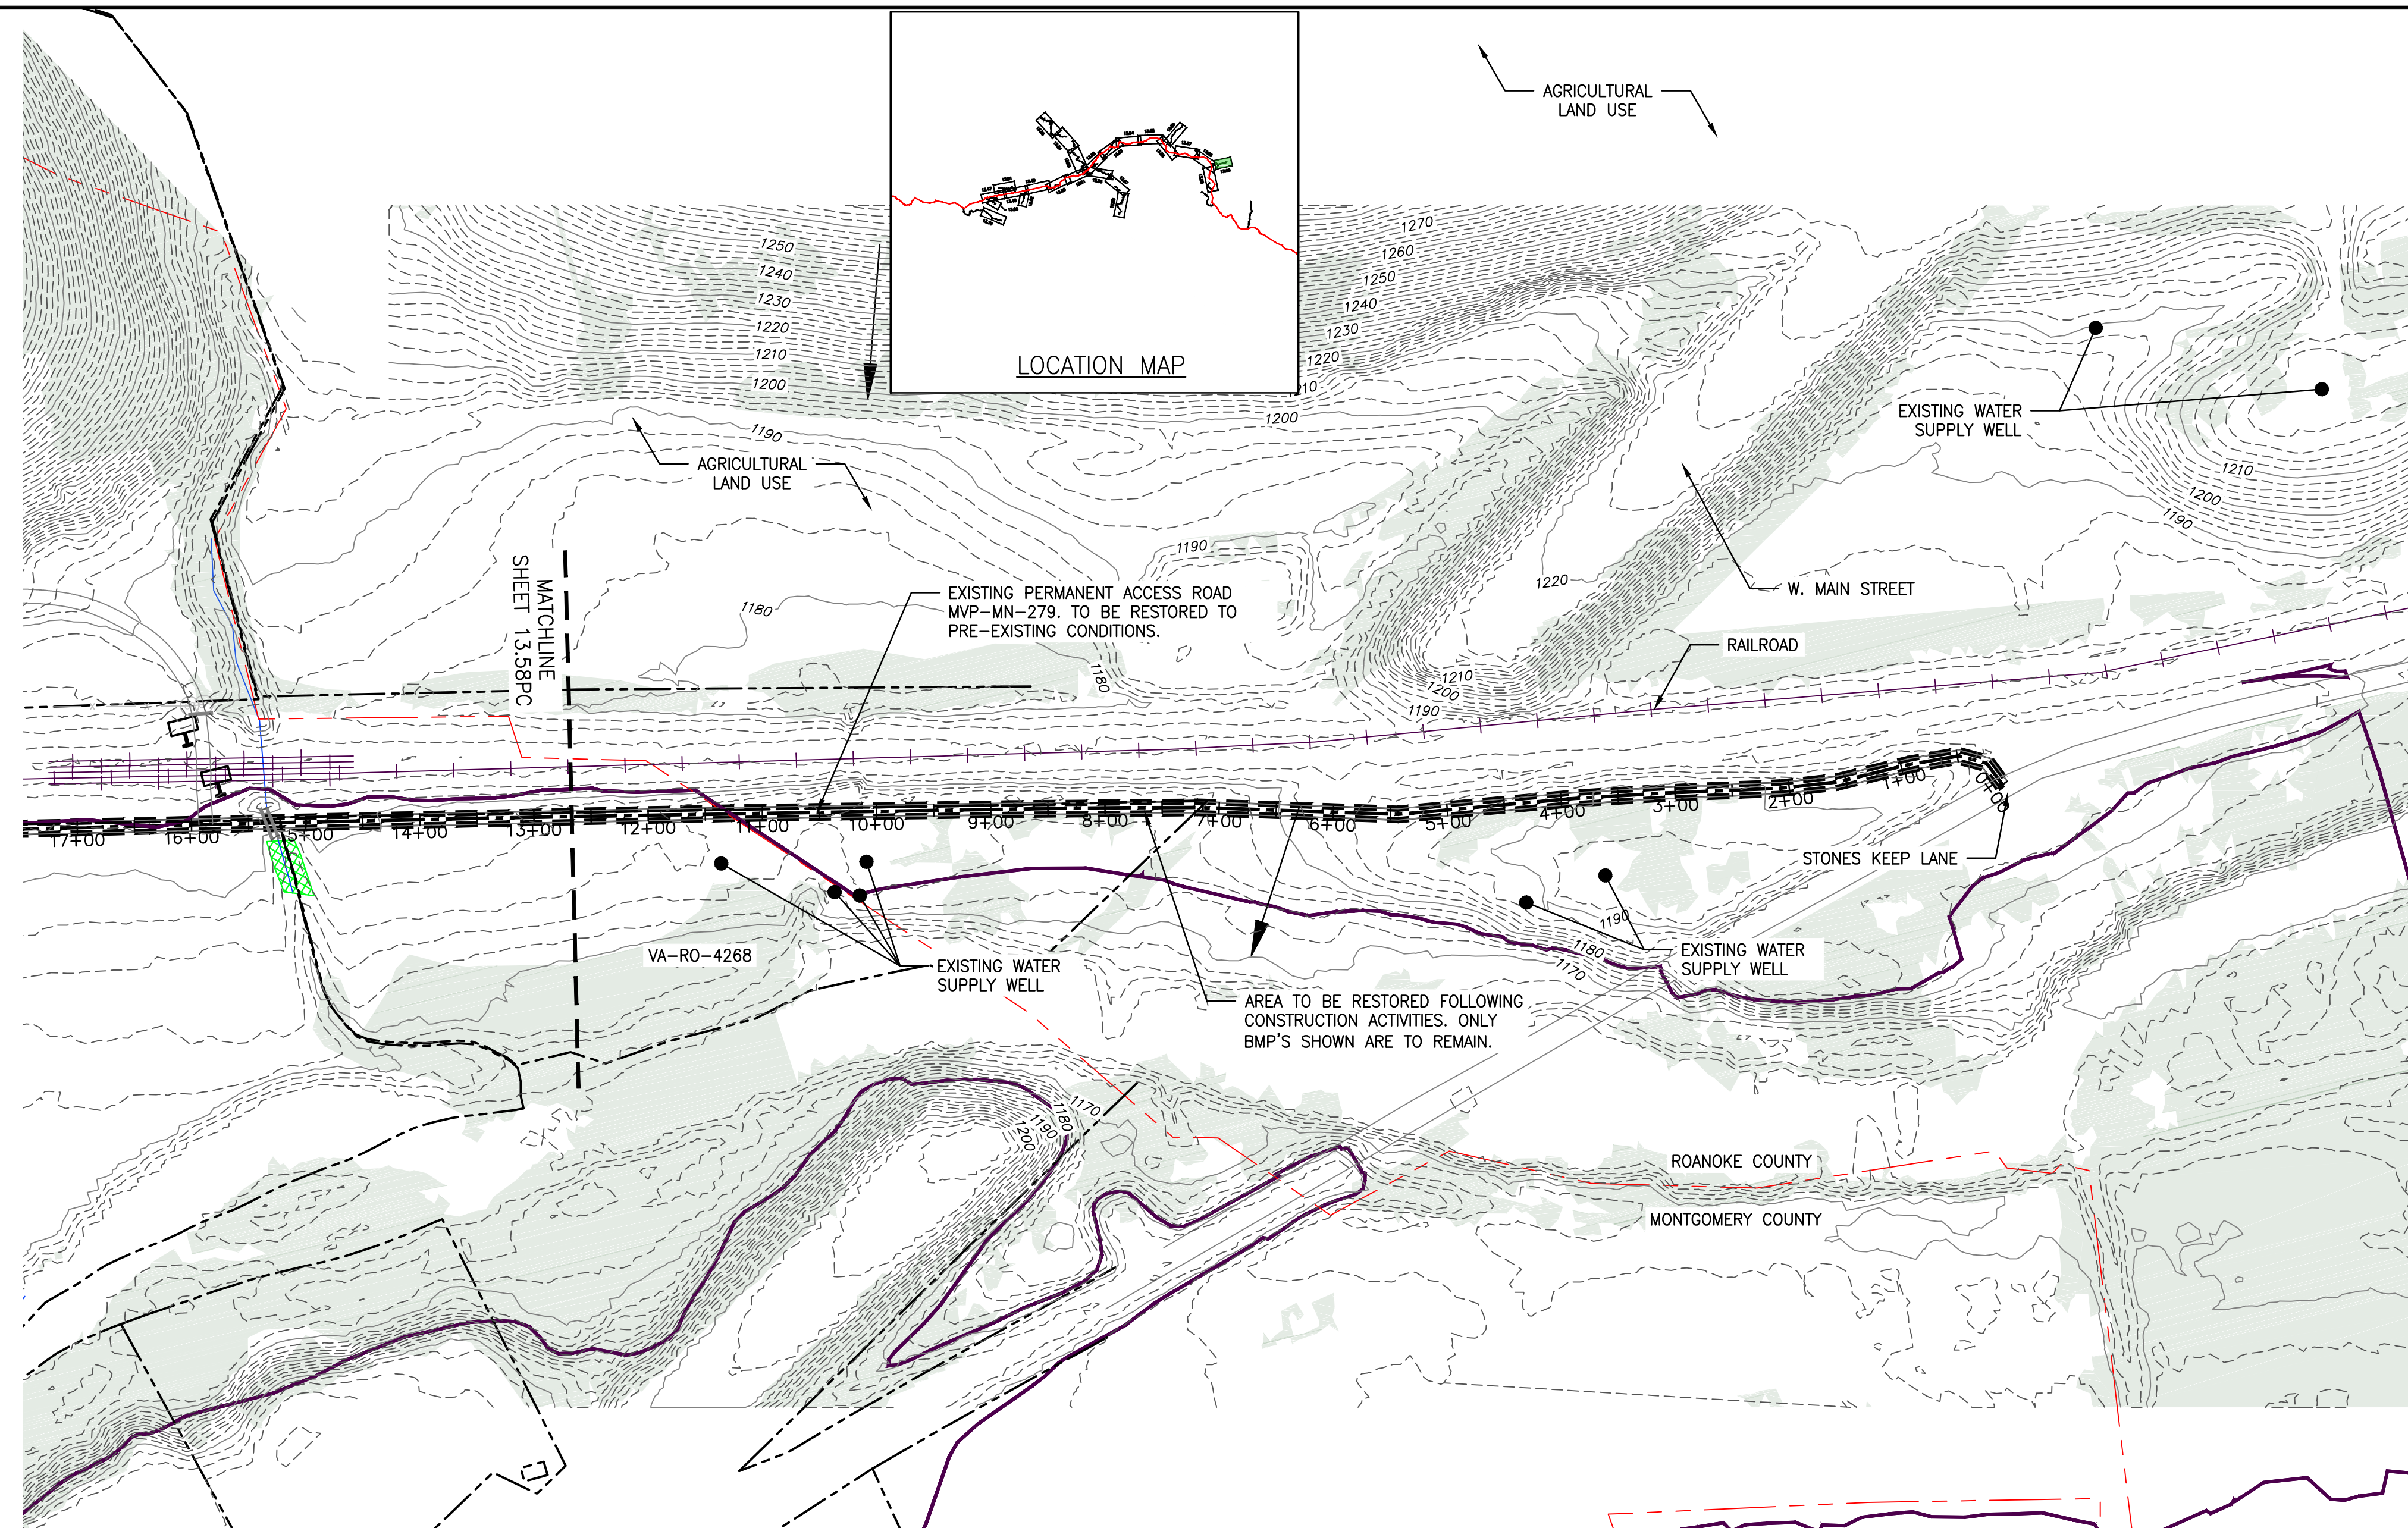 AGRICULTURAL
LAND USE
LOCATION MAP
1250
1240
1230
1220
1210
1200
1190
1270
1260
1250
1240
1230
1220
1200
EXISTING WATER
SUPPLY WELL
1210
1200
1190
AGRICULTURAL
LAND USE
MATCHLINE
SHEET 13.58PC
1180
EXISTING PERMANENT ACCESS ROAD
MVP-MN-279. TO BE RESTORED TO
PRE-EXISTING CONDITIONS.
1190
1180
1220
W. MAIN STREET
RAILROAD
1210
1200
1190
17+00
16+00
15+00
14+00
13+00
12+00
11+00
10+00
9+00
8+00
7+00
6+00
5+00
4+00
3+00
2+00
1+00
0+00
STONES KEEP LANE
VA-RO-4268
EXISTING WATER
SUPPLY WELL
1190
1180
1170
EXISTING WATER
SUPPLY WELL
AREA TO BE RESTORED FOLLOWING
CONSTRUCTION ACTIVITIES. ONLY
BMP'S SHOWN ARE TO REMAIN.
1170
1180
1190
1200
ROANOKE COUNTY
MONTGOMERY COUNTY